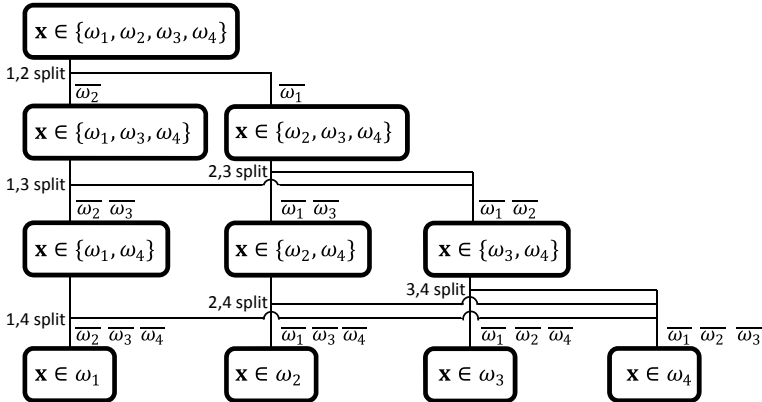 𝐱 ∈ {ω₁, ω₂, ω₃, ω₄}
1,2 split
ω̅₂ ω̅₁
𝐱 ∈ {ω₁, ω₃, ω₄} 𝐱 ∈ {ω₂, ω₃, ω₄}
2,3 split
1,3 split
ω̅₂ ω̅₃ ω̅₁ ω̅₃ ω̅₁ ω̅₂
𝐱 ∈ {ω₁, ω₄} 𝐱 ∈ {ω₂, ω₄} 𝐱 ∈ {ω₃, ω₄}
3,4 split
2,4 split
1,4 split
ω̅₂ ω̅₃ ω̅₄ ω̅₁ ω̅₃ ω̅₄ ω̅₁ ω̅₂ ω̅₄ ω̅₁ ω̅₂ ω̅₃
𝐱 ∈ ω₁ 𝐱 ∈ ω₂ 𝐱 ∈ ω₃ 𝐱 ∈ ω₄